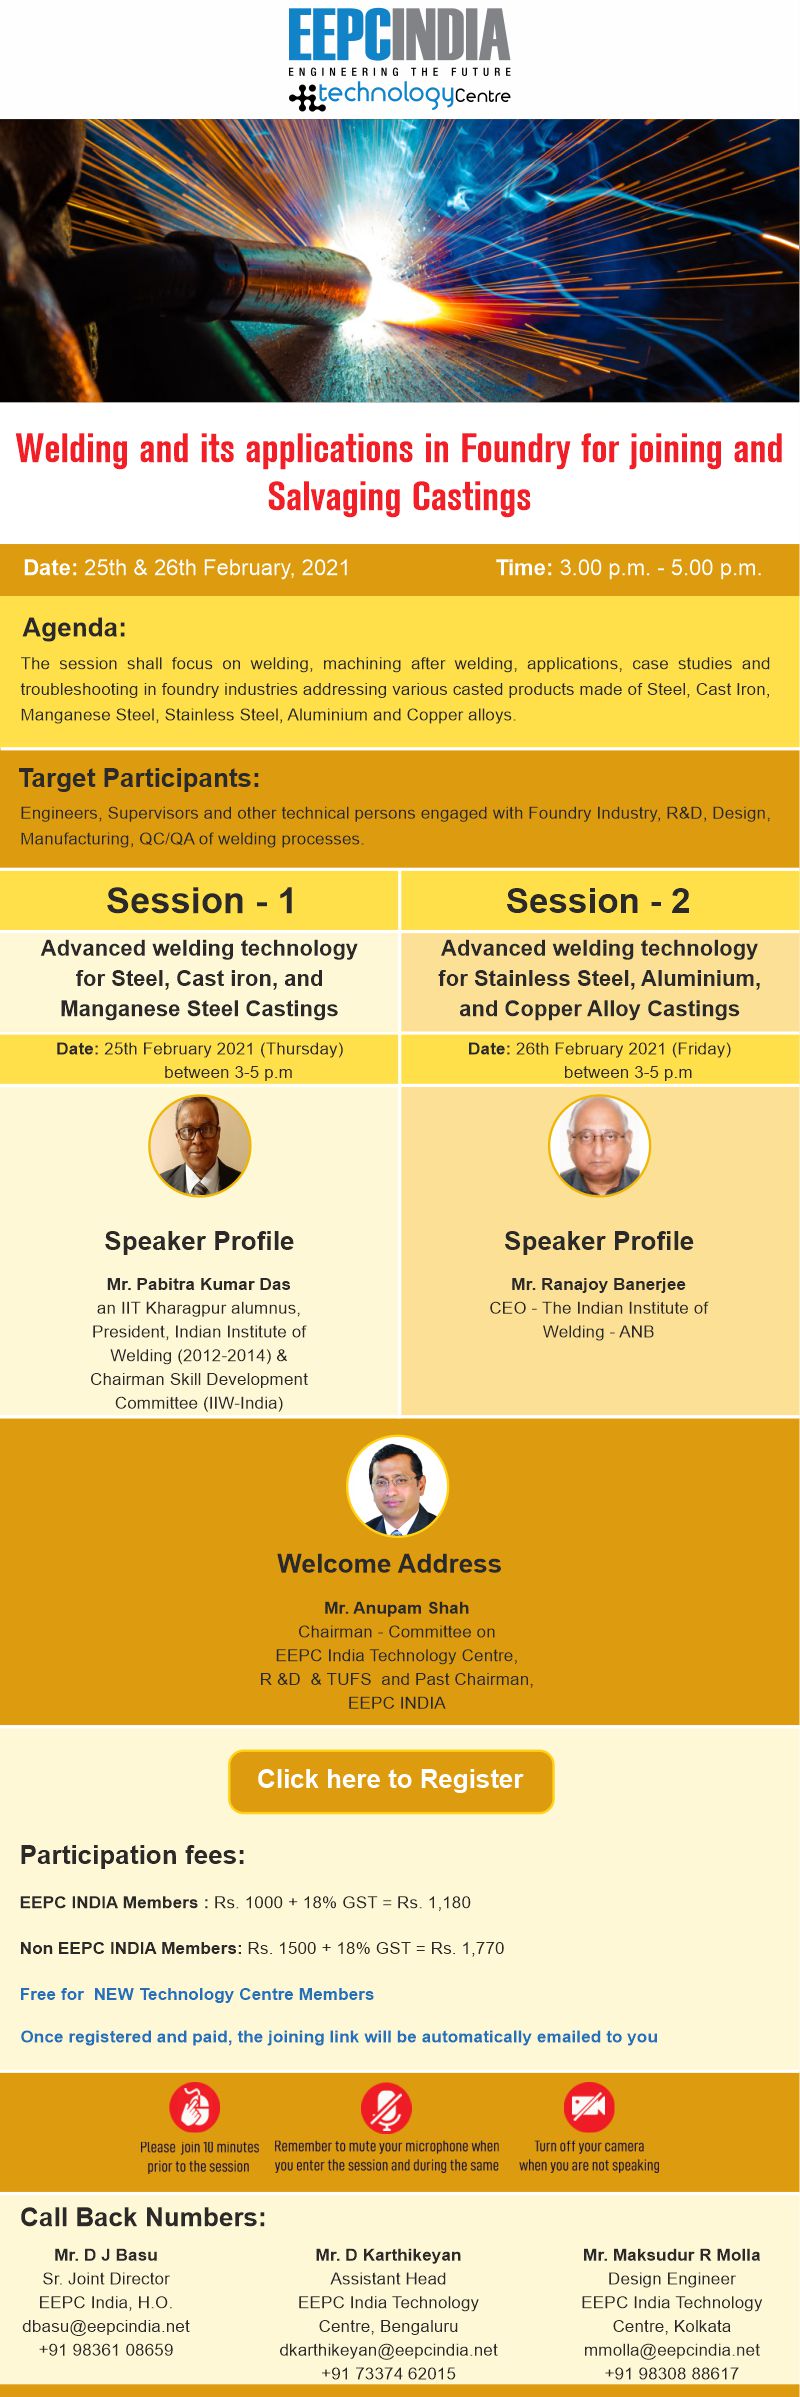 EEPCINDIA
ENGINEERING THE FUTURE
technologyCentre
Welding and its applications in Foundry for joining and
Salvaging Castings
Date: 25th & 26th February, 2021
Time: 3.00 p.m. - 5.00 p.m.
Agenda:
The session shall focus on welding, machining after welding, applications, case studies and
troubleshooting in foundry industries addressing various casted products made of Steel, Cast Iron,
Manganese Steel, Stainless Steel, Aluminium and Copper alloys.
Target Participants:
Engineers, Supervisors and other technical persons engaged with Foundry Industry, R&D, Design,
Manufacturing, QC/QA of welding processes.
Session - 1
Advanced welding technology
for Steel, Cast iron, and
Manganese Steel Castings
Date: 25th February 2021 (Thursday)
between 3-5 p.m
Speaker Profile
Mr. Pabitra Kumar Das
an IIT Kharagpur alumnus,
President, Indian Institute of
Welding (2012-2014) &
Chairman Skill Development
Committee (IIW-India)
Session - 2
Advanced welding technology
for Stainless Steel, Aluminium,
and Copper Alloy Castings
Date: 26th February 2021 (Friday)
between 3-5 p.m
Speaker Profile
Mr. Ranajoy Banerjee
CEO - The Indian Institute of
Welding - ANB
Welcome Address
Mr. Anupam Shah
Chairman - Committee on
EEPC India Technology Centre,
R &D & TUFS and Past Chairman,
EEPC INDIA
Click here to Register
Participation fees:
EEPC INDIA Members : Rs. 1000 + 18% GST = Rs. 1,180
Non EEPC INDIA Members: Rs. 1500 + 18% GST = Rs. 1,770
Free for NEW Technology Centre Members
Once registered and paid, the joining link will be automatically emailed to you
Please join 10 minutes
prior to the session
Remember to mute your microphone when
you enter the session and during the same
Turn off your camera
when you are not speaking
Call Back Numbers:
Mr. D J Basu
Sr. Joint Director
EEPC India, H.O.
dbasu@eepcindia.net
+91 98361 08659
Mr. D Karthikeyan
Assistant Head
EEPC India Technology
Centre, Bengaluru
dkarthikeyan@eepcindia.net
+91 73374 62015
Mr. Maksudur R Molla
Design Engineer
EEPC India Technology
Centre, Kolkata
mmolla@eepcindia.net
+91 98308 88617